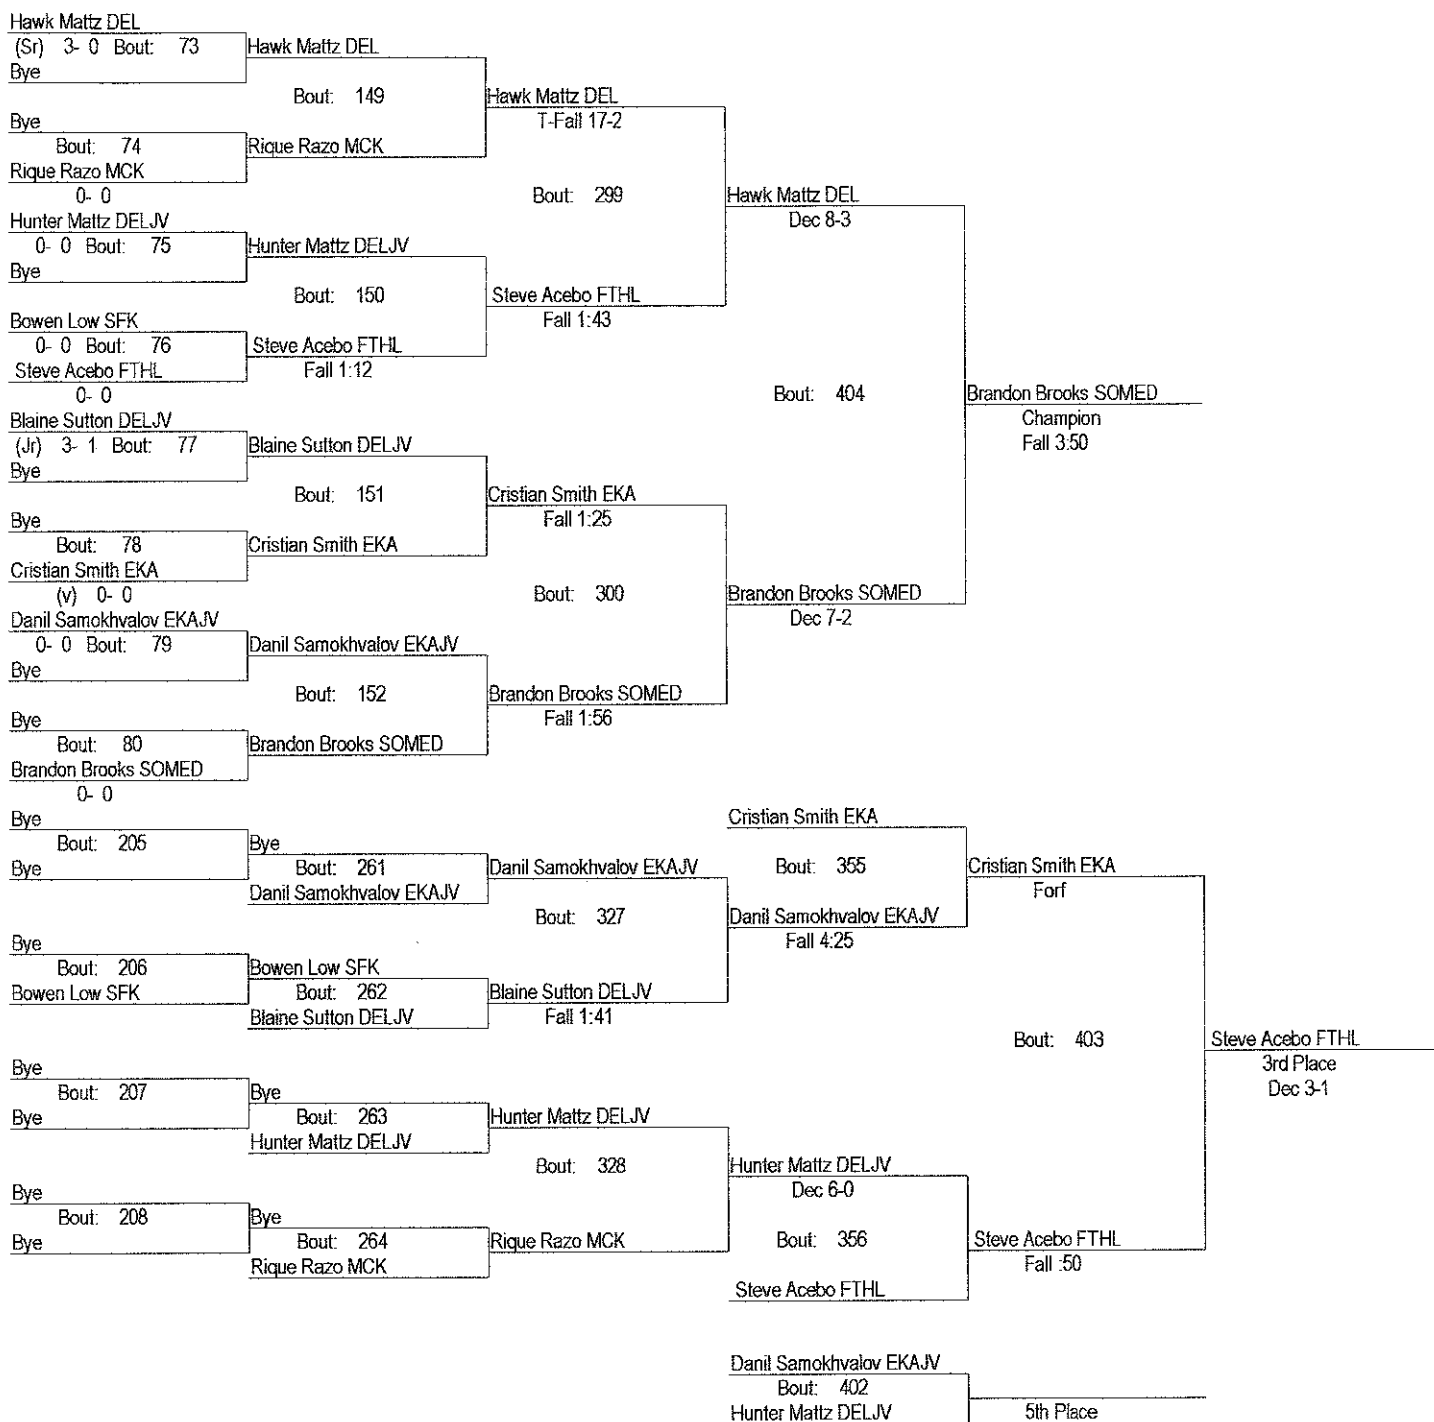 Hawk Mattz DEL
(Sr) 3- 0 Bout: 73
Bye
Hawk Mattz DEL
Bout: 149
Bye
Bout: 74
Rique Razo MCK
0- 0
Rique Razo MCK
Hawk Mattz DEL
T-Fall 17-2
Bout: 299
Hunter Mattz DELJV
0- 0 Bout: 75
Bye
Hunter Mattz DELJV
Bout: 150
Bowen Low SFK
0- 0 Bout: 76
Steve Acebo FTHL
0- 0
Steve Acebo FTHL
Fall 1:12
Steve Acebo FTHL
Fall 1:43
Hawk Mattz DEL
Dec 8-3
Bout: 404
Blaine Sutton DELJV
(Jr) 3- 1 Bout: 77
Bye
Blaine Sutton DELJV
Bout: 151
Bye
Bout: 78
Cristian Smith EKA
(v) 0- 0
Cristian Smith EKA
Cristian Smith EKA
Fall 1:25
Bout: 300
Danil Samokhvalov EKAJV
0- 0 Bout: 79
Bye
Danil Samokhvalov EKAJV
Bout: 152
Bye
Bout: 80
Brandon Brooks SOMED
0- 0
Brandon Brooks SOMED
Brandon Brooks SOMED
Fall 1:56
Brandon Brooks SOMED
Dec 7-2
Brandon Brooks SOMED
Champion
Fall 3:50
Bye
Bout: 205
Bye
Bye
Bout: 261
Danil Samokhvalov EKAJV
Danil Samokhvalov EKAJV
Bout: 327
Bye
Bout: 206
Bowen Low SFK
Bowen Low SFK
Bout: 262
Blaine Sutton DELJV
Blaine Sutton DELJV
Fall 1:41
Cristian Smith EKA
Bout: 355
Danil Samokhvalov EKAJV
Fall 4:25
Cristian Smith EKA
Forf
Bout: 403
Bye
Bout: 207
Bye
Bye
Bout: 263
Hunter Mattz DELJV
Hunter Mattz DELJV
Bout: 328
Bye
Bout: 208
Bye
Bye
Bout: 264
Rique Razo MCK
Rique Razo MCK
Hunter Mattz DELJV
Dec 6-0
Bout: 356
Steve Acebo FTHL
Steve Acebo FTHL
Fall :50
Steve Acebo FTHL
3rd Place
Dec 3-1
Danil Samokhvalov EKAJV
Bout: 402
Hunter Mattz DELJV
5th Place